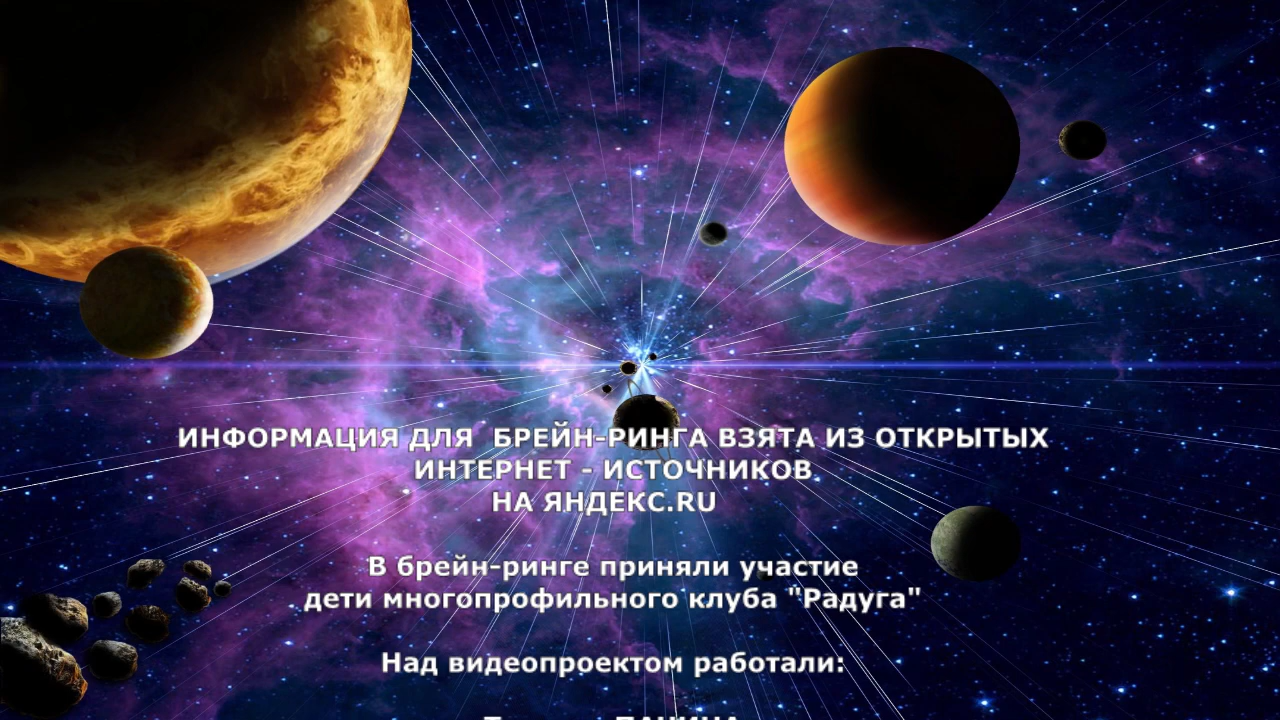 ИНФОРМАЦИЯ ДЛЯ БРЕЙН-РИНГА ВЗЯТА ИЗ ОТКРЫТЫХ
ИНТЕРНЕТ - ИСТОЧНИКОВ
НА ЯНДЕКС.RU
В брейн-ринге приняли участие
дети многопрофильного клуба "Радуга"
Над видеопроектом работали: